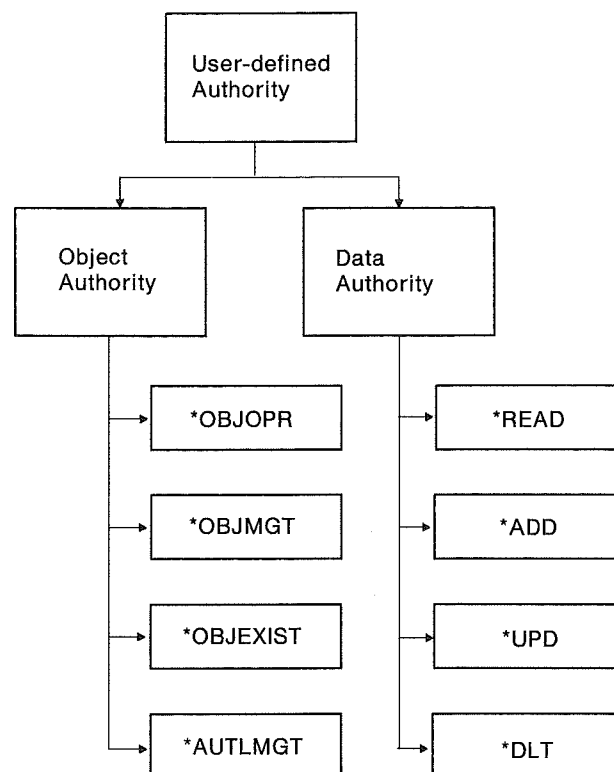 User-defined
Authority
Object
Authority
Data
Authority
*OBJOPR
*OBJMGT
*OBJEXIST
*AUTLMGT
*READ
*ADD
*UPD
*DLT